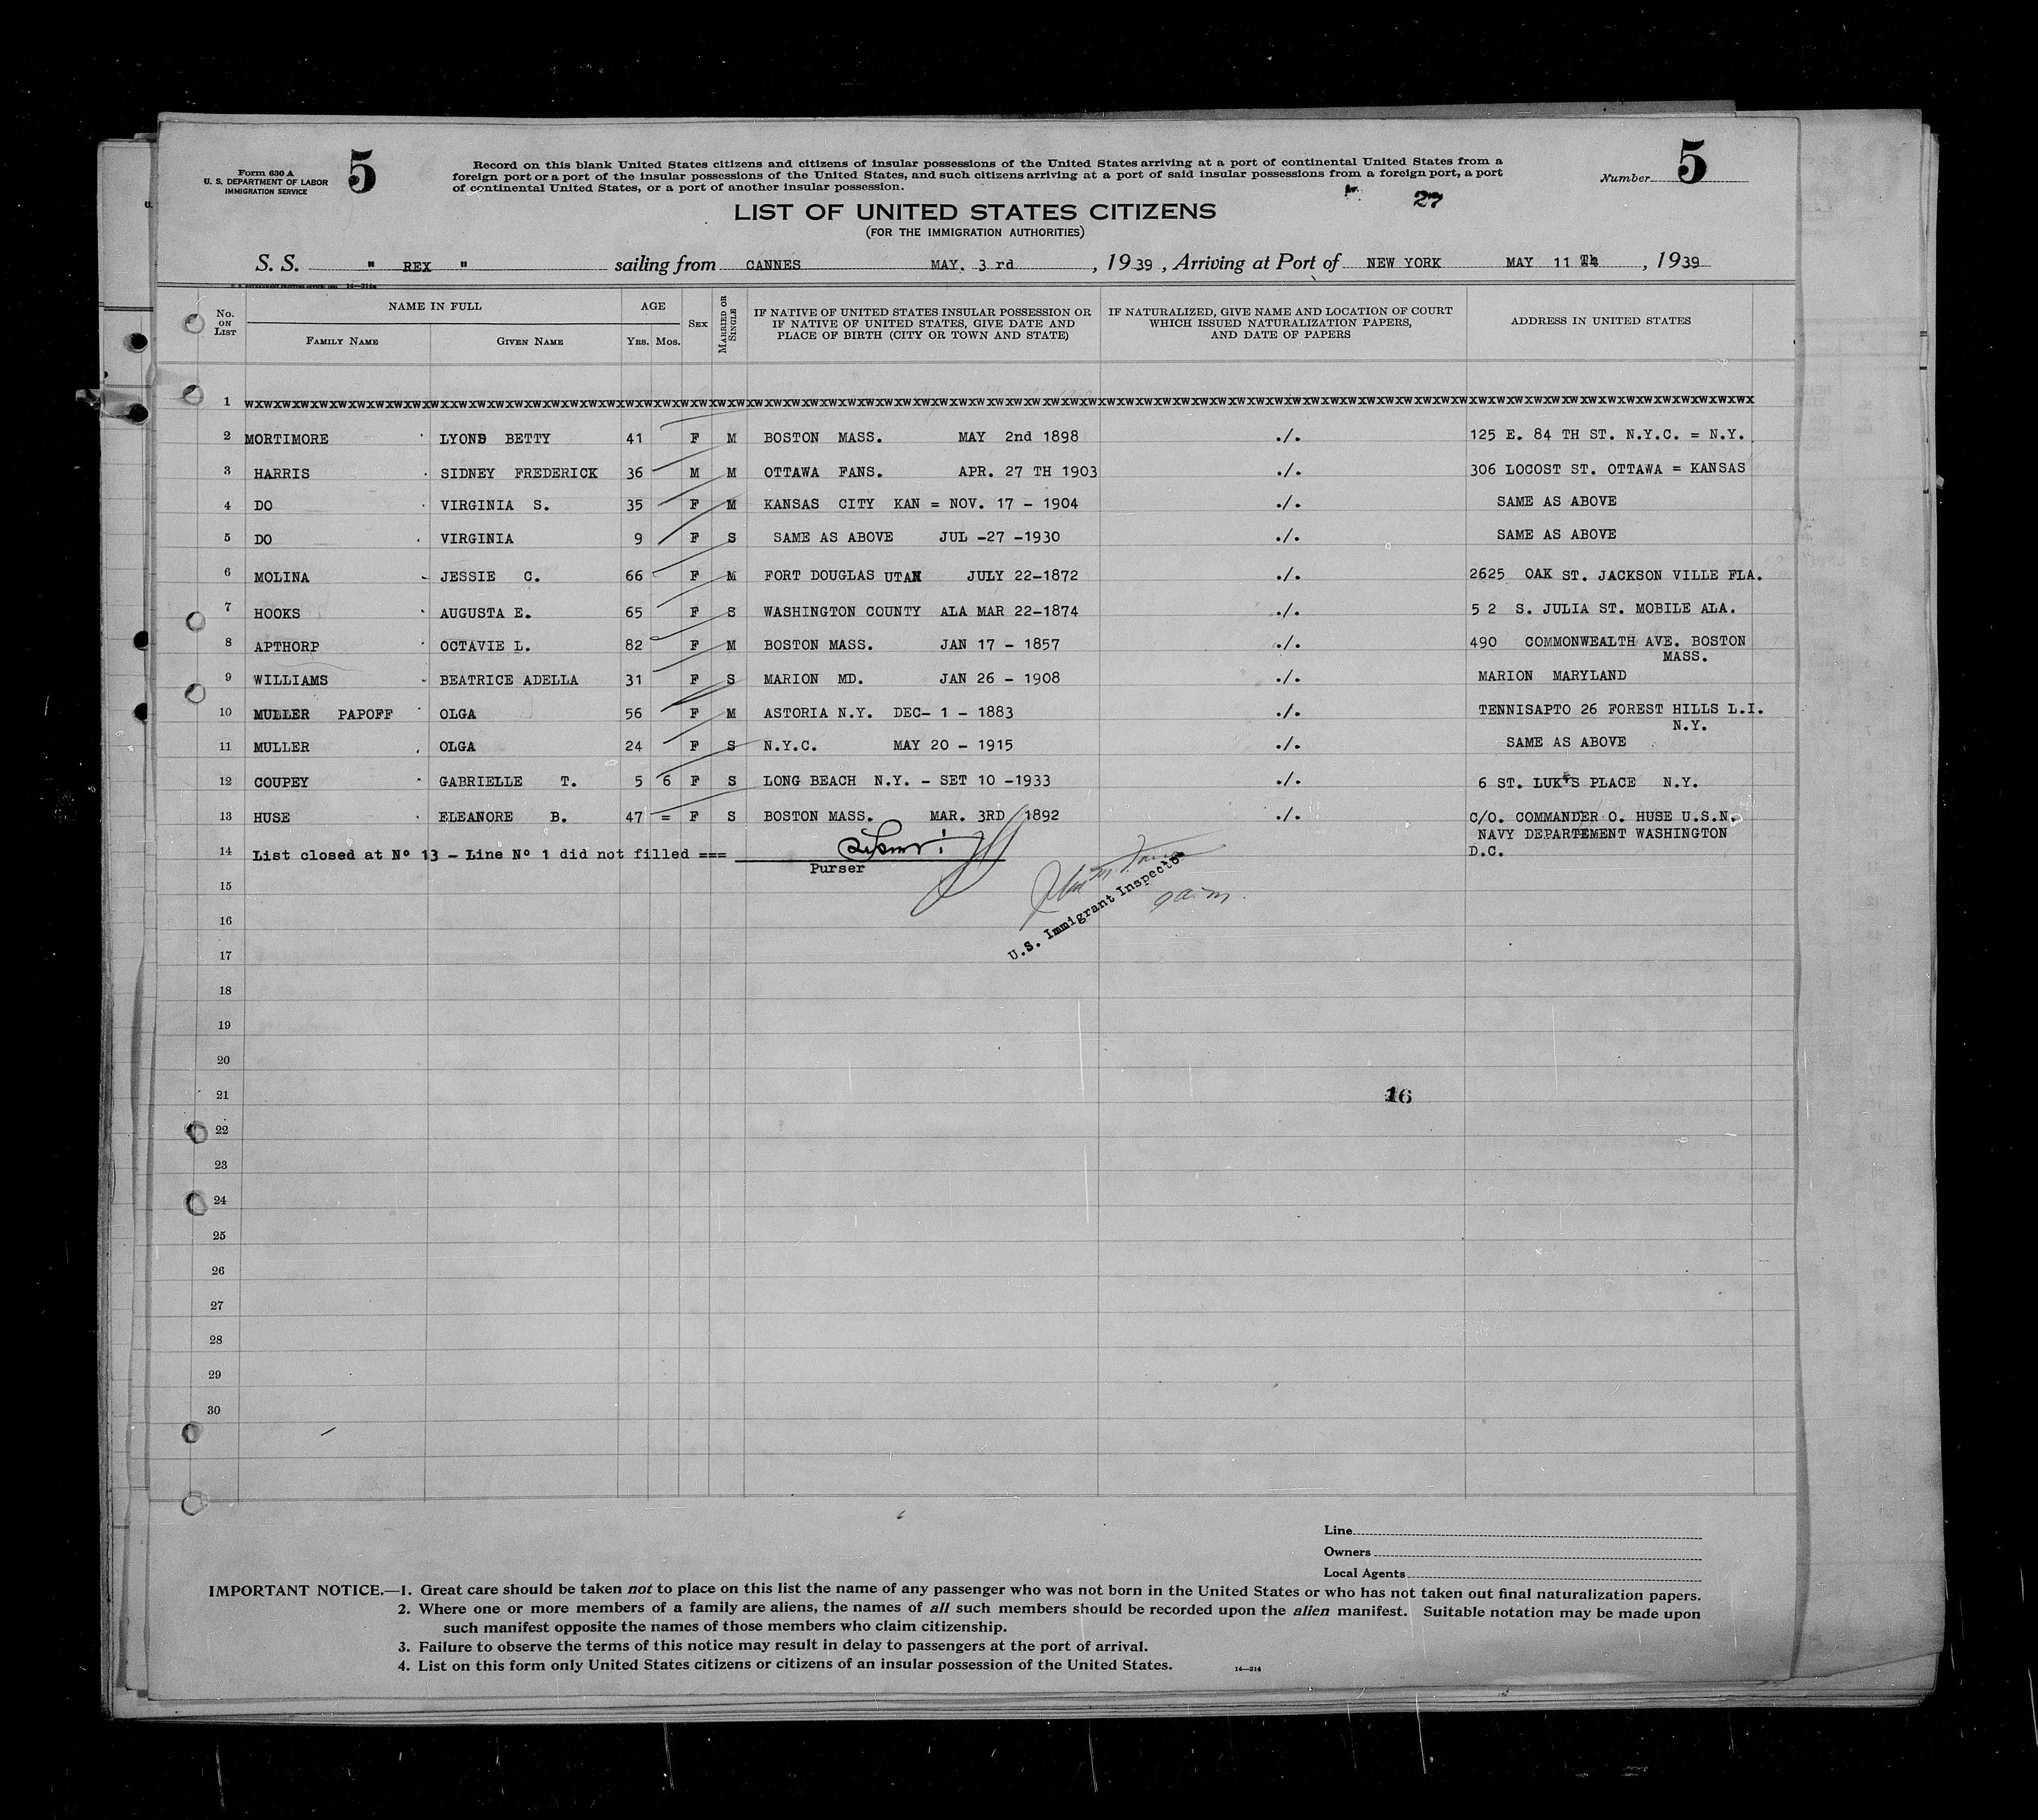 Form 630 A
U. S. DEPARTMENT OF LABOR
IMMIGRATION SERVICE
5
Record on this blank United States citizens and citizens of insular possessions of the United States arriving at a port of continental United States from a
foreign port or a port of the insular possessions of the United States, and such citizens arriving at a port of said insular possessions from a foreign port, a port
of continental United States, or a port of another insular possession.
Number 5
27
LIST OF UNITED STATES CITIZENS
(FOR THE IMMIGRATION AUTHORITIES)
S. S. " REX " sailing from CANNES MAY. 3 rd , 1939 , Arriving at Port of NEW YORK MAY 11 Th , 1939
No. ON LIST NAME IN FULL FAMILY NAME GIVEN NAME AGE YRS. MOS. SEX MARRIED OR SINGLE IF NATIVE OF UNITED STATES INSULAR POSSESSION OR IF NATIVE OF UNITED STATES, GIVE DATE AND PLACE OF BIRTH (CITY OR TOWN AND STATE) IF NATURALIZED, GIVE NAME AND LOCATION OF COURT WHICH ISSUED NATURALIZATION PAPERS, AND DATE OF PAPERS ADDRESS IN UNITED STATES
1
2 MORTIMORE LYONS BETTY 41 F M BOSTON MASS. MAY 2nd 1898 ./. 125 E. 84 TH ST. N.Y.C. = N.Y.
3 HARRIS SIDNEY FREDERICK 36 M M OTTAWA FANS. APR. 27 TH 1903 ./. 306 LOCOST ST. OTTAWA = KANSAS
4 DO VIRGINIA S. 35 F M KANSAS CITY KAN = NOV. 17 - 1904 ./. SAME AS ABOVE
5 DO VIRGINIA 9 F S SAME AS ABOVE JUL -27 -1930 ./. SAME AS ABOVE
6 MOLINA JESSIE C. 66 F M FORT DOUGLAS UTAH JULY 22-1872 ./. 2625 OAK ST. JACKSON VILLE FLA.
7 HOOKS AUGUSTA E. 65 F S WASHINGTON COUNTY ALA MAR 22-1874 ./. 5 2 S. JULIA ST. MOBILE ALA.
8 APTHORP OCTAVIE L. 82 F M BOSTON MASS. JAN 17 - 1857 ./. 490 COMMONWEALTH AVE. BOSTON
MASS.
9 WILLIAMS BEATRICE ADELLA 31 F S MARION MD. JAN 26 - 1908 ./. MARION MARYLAND
10 MULLER PAPOFF OLGA 56 F M ASTORIA N.Y. DEC- 1 - 1883 ./. TENNISAPTO 26 FOREST HILLS L.I.
N.Y.
11 MULLER OLGA 24 F S N.Y.C. MAY 20 - 1915 ./. SAME AS ABOVE
12 COUPEY GABRIELLE T. 5 6 F S LONG BEACH N.Y. - SET 10 -1933 ./. 6 ST. LUKES PLACE N.Y.
13 HUSE ELEANORE B. 47 = F S BOSTON MASS. MAR. 3RD 1892 ./. C/O. COMMANDER O. HUSE U.S.N.
NAVY DEPARTEMENT WASHINGTON
D.C.
14 List closed at Nº 13 - Line Nº 1 did not filled ===
Purser
U.S. Immigrant Inspector
15
16
17
18
19
20
21
16
22
23
24
25
26
27
28
29
30
Line
Owners
Local Agents
IMPORTANT NOTICE.—1. Great care should be taken not to place on this list the name of any passenger who was not born in the United States or who has not taken out final naturalization papers.
2. Where one or more members of a family are aliens, the names of all such members should be recorded upon the alien manifest. Suitable notation may be made upon
such manifest opposite the names of those members who claim citizenship.
3. Failure to observe the terms of this notice may result in delay to passengers at the port of arrival.
4. List on this form only United States citizens or citizens of an insular possession of the United States.
14—214